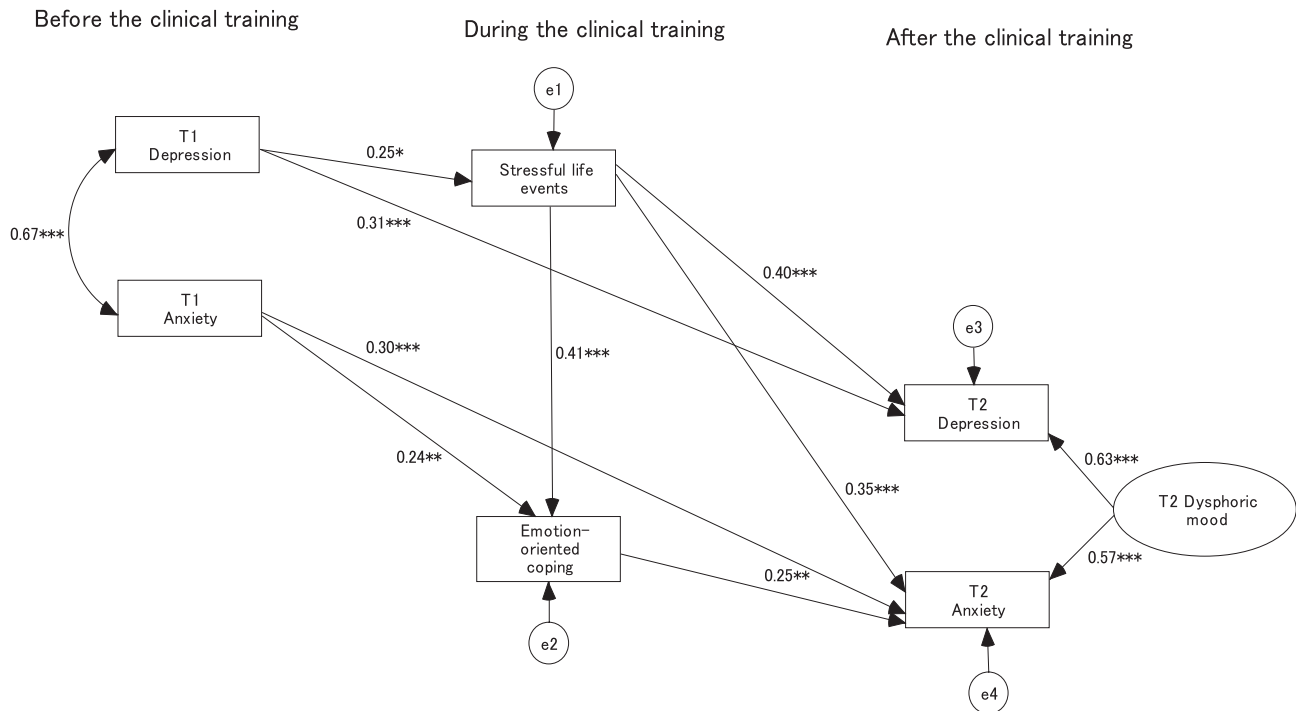 Before the clinical training
During the clinical training
After the clinical training
e1
T1
Depression
0.25*
Stressful life
events
0.67***
0.31***
0.40***
T1
Anxiety
0.30***
0.41***
e3
T2
Depression
0.24**
0.35***
0.63***
T2 Dysphoric
mood
Emotion-
oriented
coping
0.25**
0.57***
T2
Anxiety
e2
e4